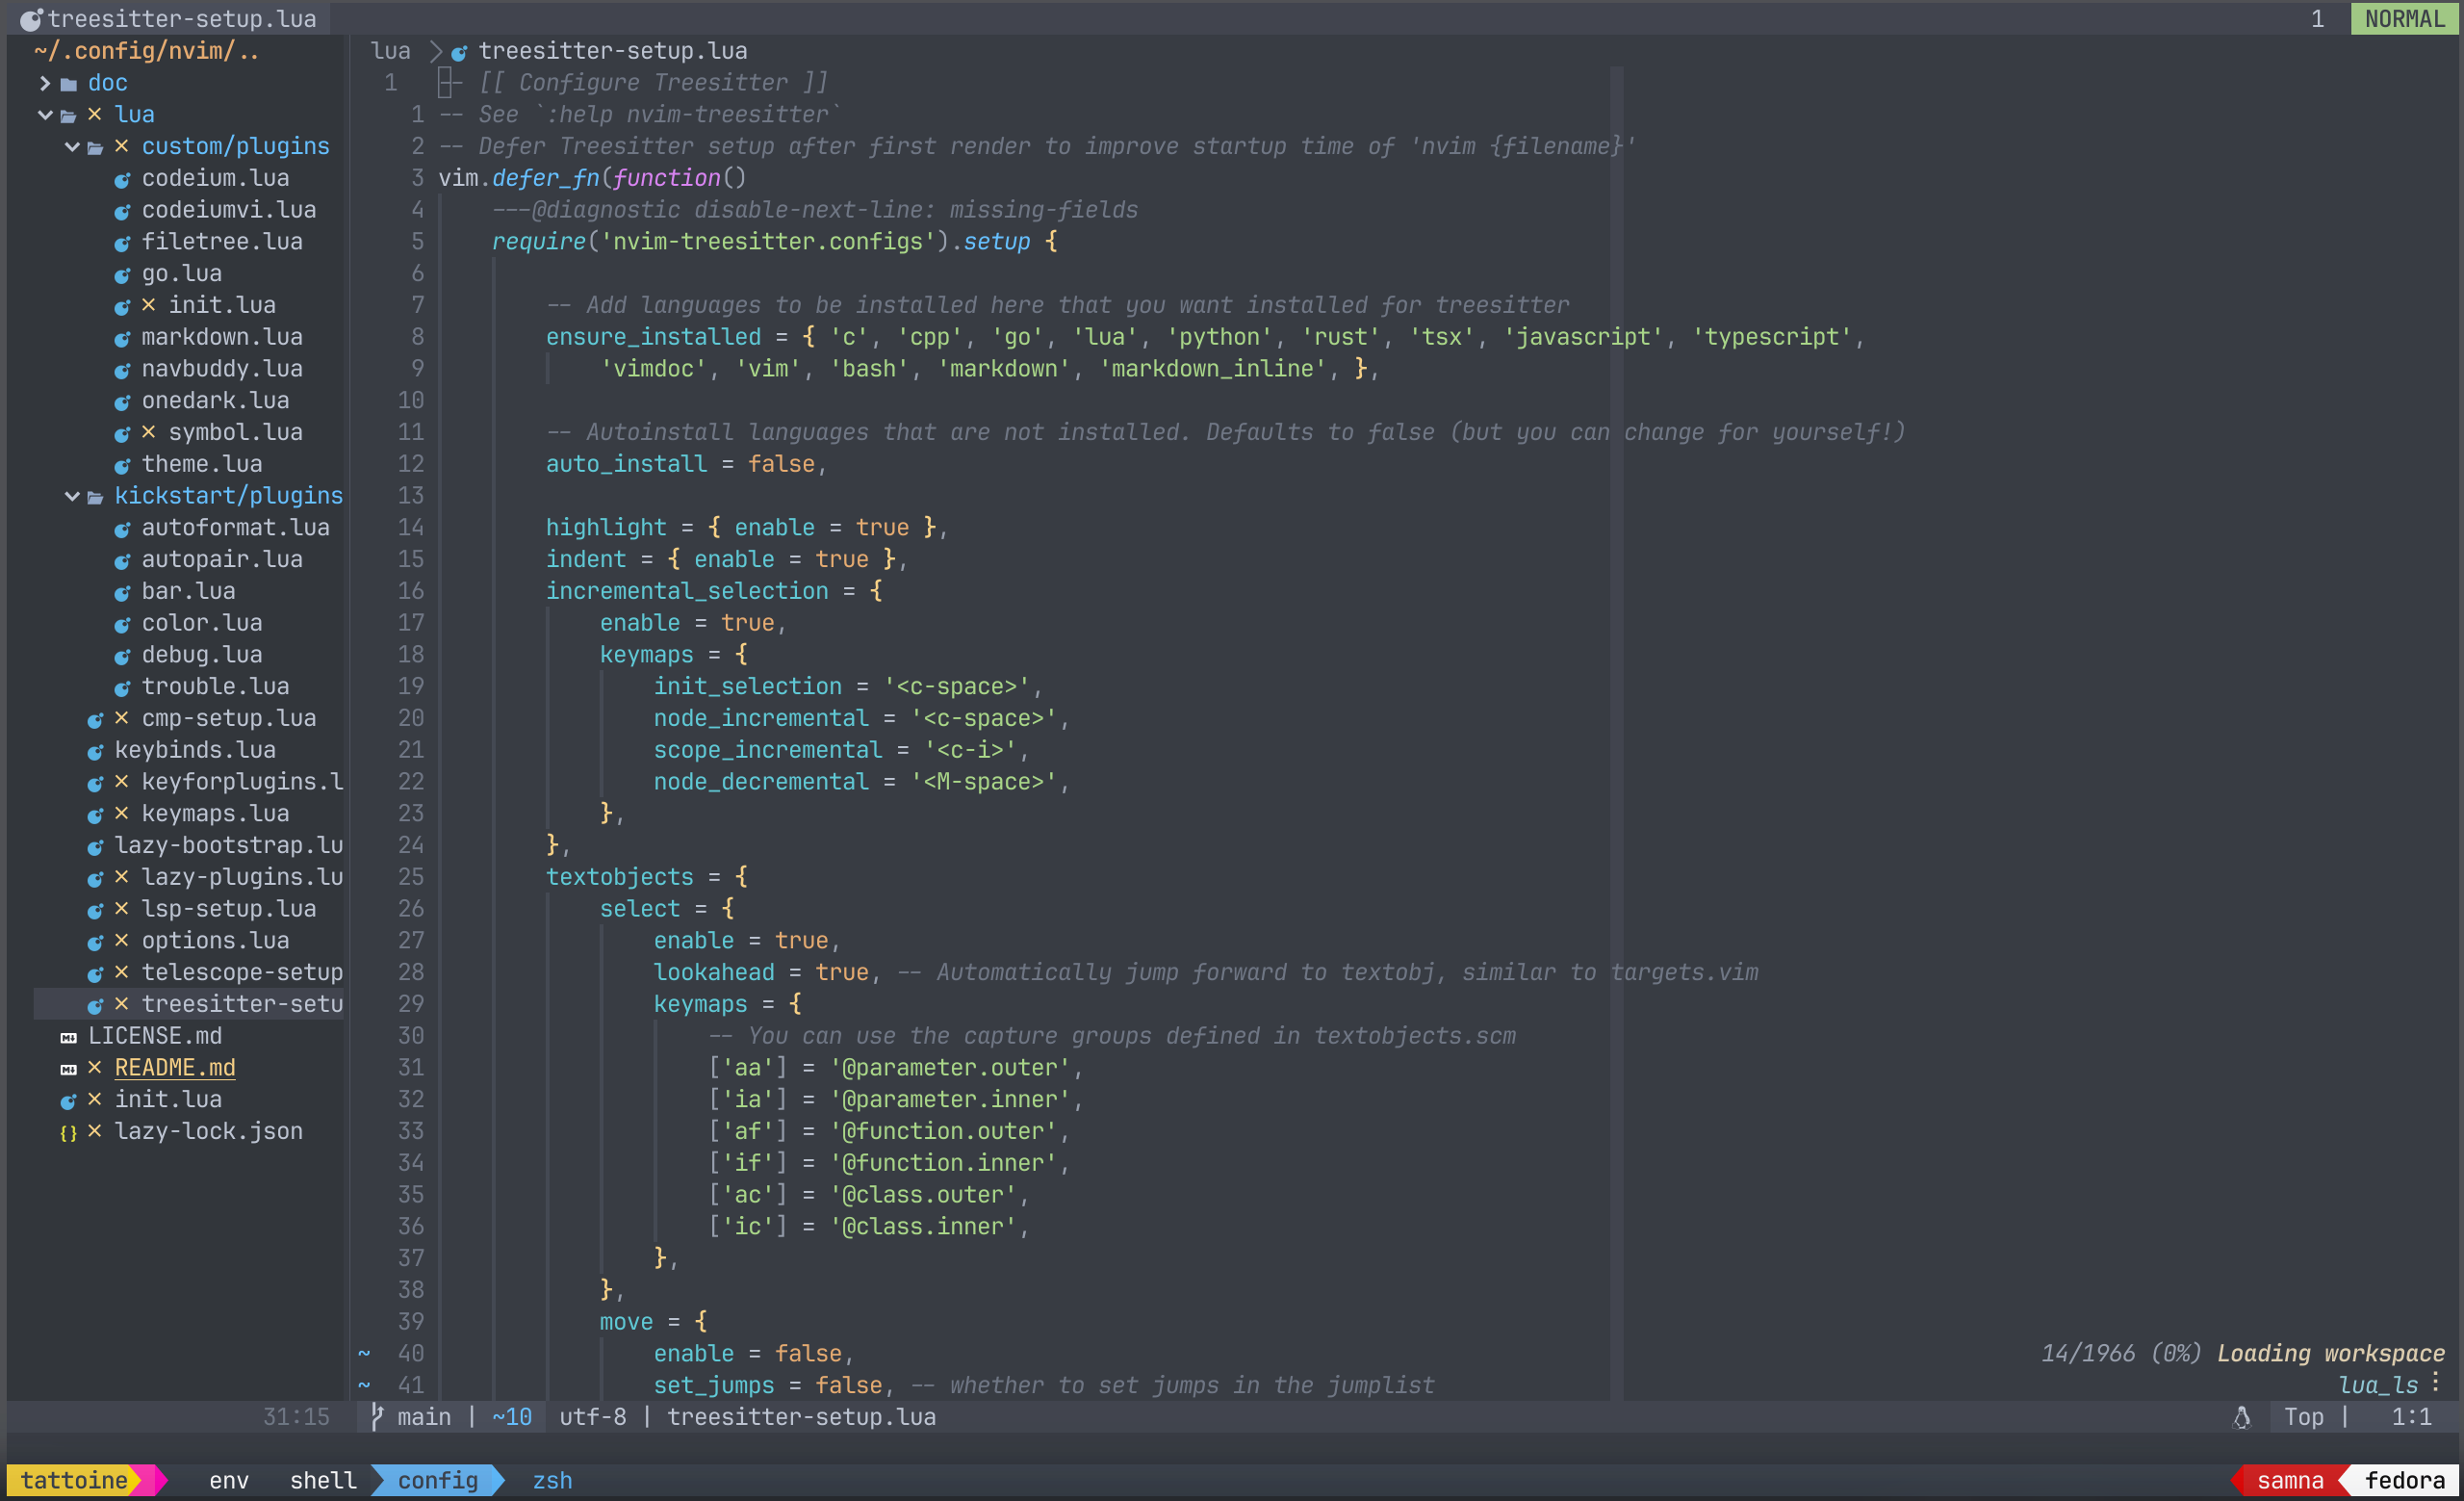 treesitter-setup.lua 1 NORMAL
~/.config/nvim/..
doc
lua
custom/plugins
codeium.lua
codeiumvi.lua
filetree.lua
go.lua
init.lua
markdown.lua
navbuddy.lua
onedark.lua
symbol.lua
theme.lua
kickstart/plugins
autoformat.lua
autopair.lua
bar.lua
color.lua
debug.lua
trouble.lua
cmp-setup.lua
keybinds.lua
keyforplugins.l
keymaps.lua
lazy-bootstrap.lu
lazy-plugins.lu
lsp-setup.lua
options.lua
telescope-setup
treesitter-setu
LICENSE.md
README.md
init.lua
lazy-lock.json
lua > treesitter-setup.lua
1 -- [[ Configure Treesitter ]]
1 -- See `:help nvim-treesitter`
2 -- Defer Treesitter setup after first render to improve startup time of 'nvim {filename}'
3 vim.defer_fn(function()
4 ---@diagnostic disable-next-line: missing-fields
5 require('nvim-treesitter.configs').setup {
6
7 -- Add languages to be installed here that you want installed for treesitter
8 ensure_installed = { 'c', 'cpp', 'go', 'lua', 'python', 'rust', 'tsx', 'javascript', 'typescript',
9 'vimdoc', 'vim', 'bash', 'markdown', 'markdown_inline', },
10
11 -- Autoinstall languages that are not installed. Defaults to false (but you can change for yourself!)
12 auto_install = false,
13
14 highlight = { enable = true },
15 indent = { enable = true },
16 incremental_selection = {
17 enable = true,
18 keymaps = {
19 init_selection = '<c-space>',
20 node_incremental = '<c-space>',
21 scope_incremental = '<c-i>',
22 node_decremental = '<M-space>',
23 },
24 },
25 textobjects = {
26 select = {
27 enable = true,
28 lookahead = true, -- Automatically jump forward to textobj, similar to targets.vim
29 keymaps = {
30 -- You can use the capture groups defined in textobjects.scm
31 ['aa'] = '@parameter.outer',
32 ['ia'] = '@parameter.inner',
33 ['af'] = '@function.outer',
34 ['if'] = '@function.inner',
35 ['ac'] = '@class.outer',
36 ['ic'] = '@class.inner',
37 },
38 },
39 move = {
~ 40 enable = false,
~ 41 set_jumps = false, -- whether to set jumps in the jumplist
14/1966 (0%) Loading workspace
lua_ls ⋮
31:15 main | ~10 utf-8 | treesitter-setup.lua Top | 1:1
tattoine env shell config zsh samna fedora